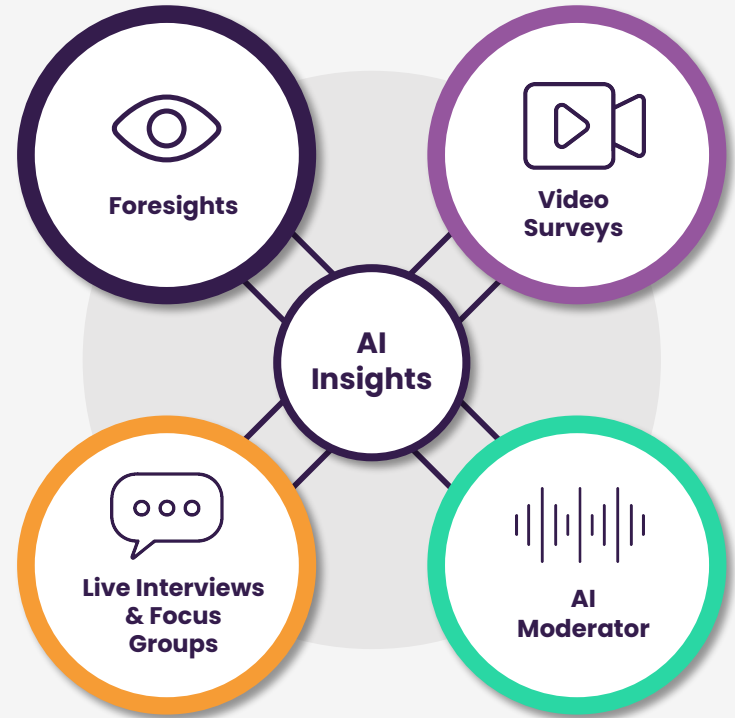 Foresights
Video
Surveys
AI
Insights
Live Interviews
& Focus
Groups
AI
Moderator